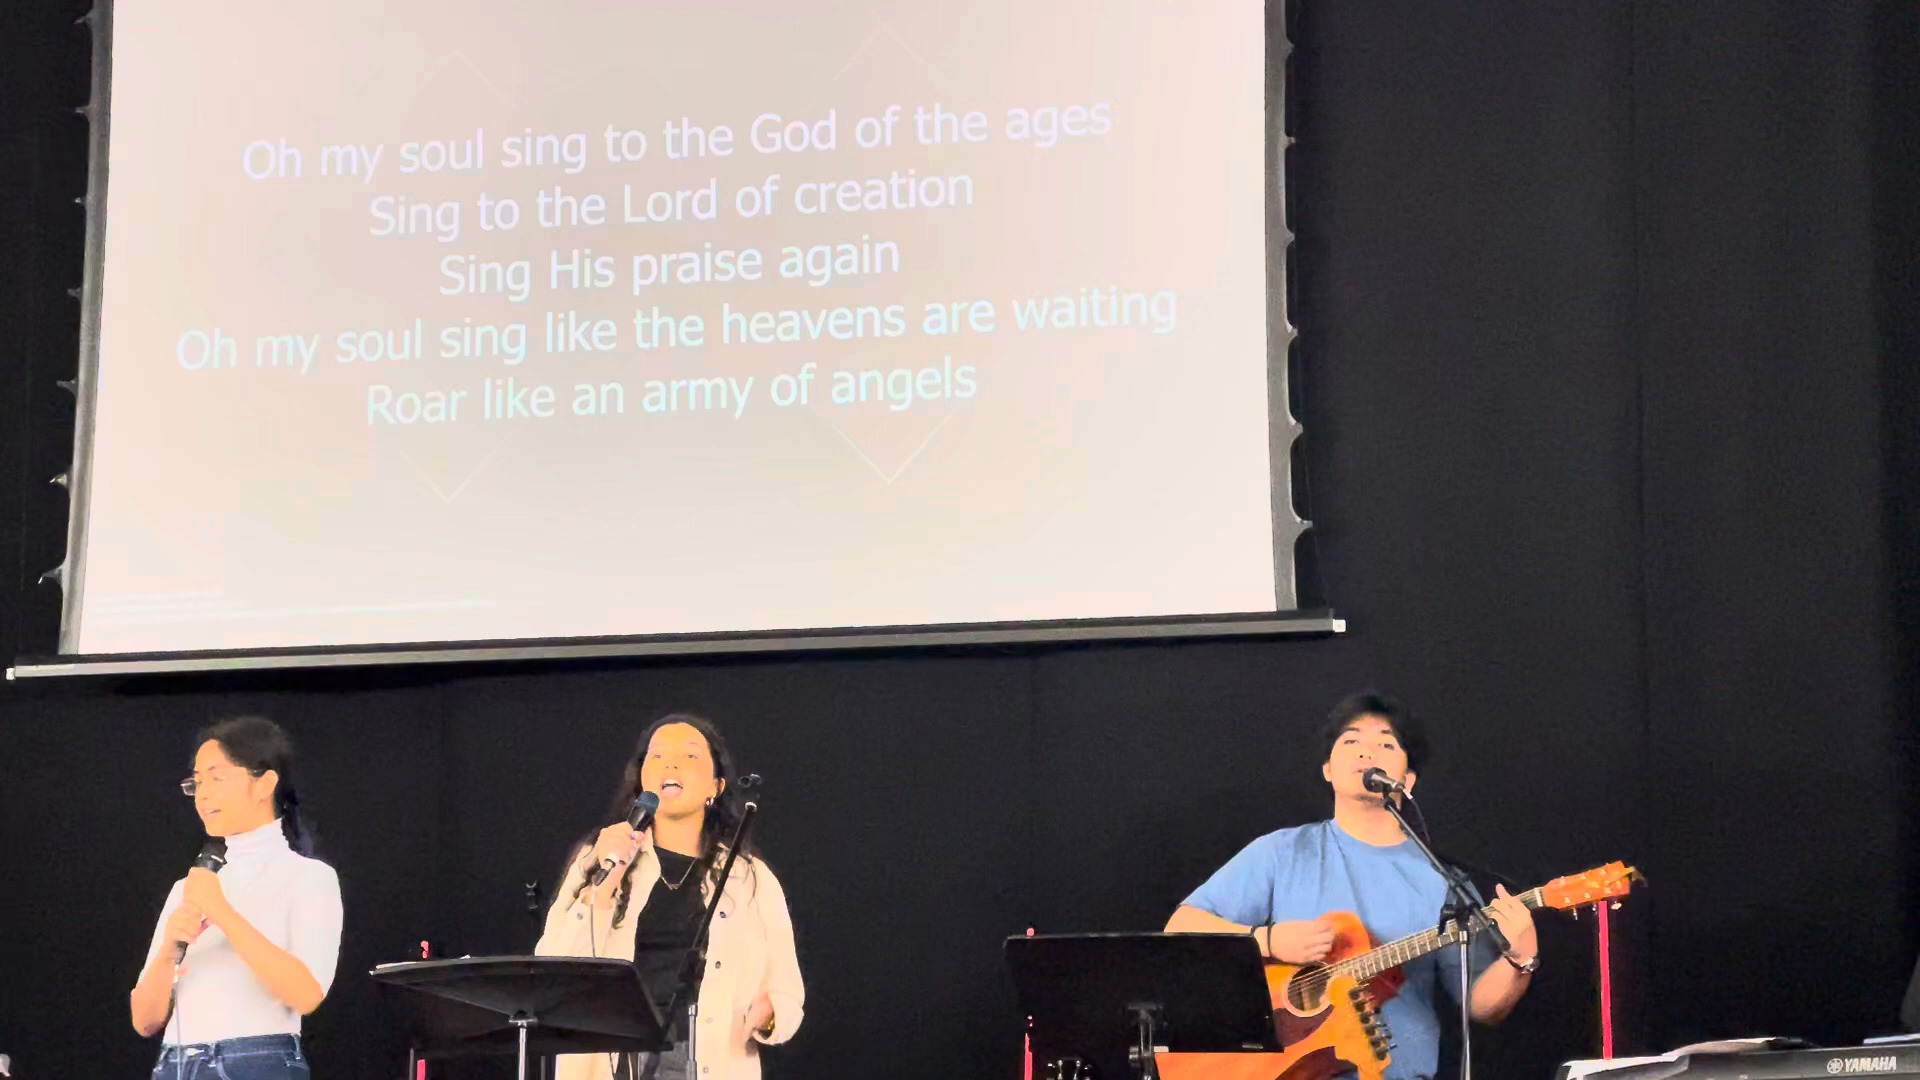 Oh my soul sing to the God of the ages
Sing to the Lord of creation
Sing His praise again
Oh my soul sing like the heavens are waiting
Roar like an army of angels
YAMAHA